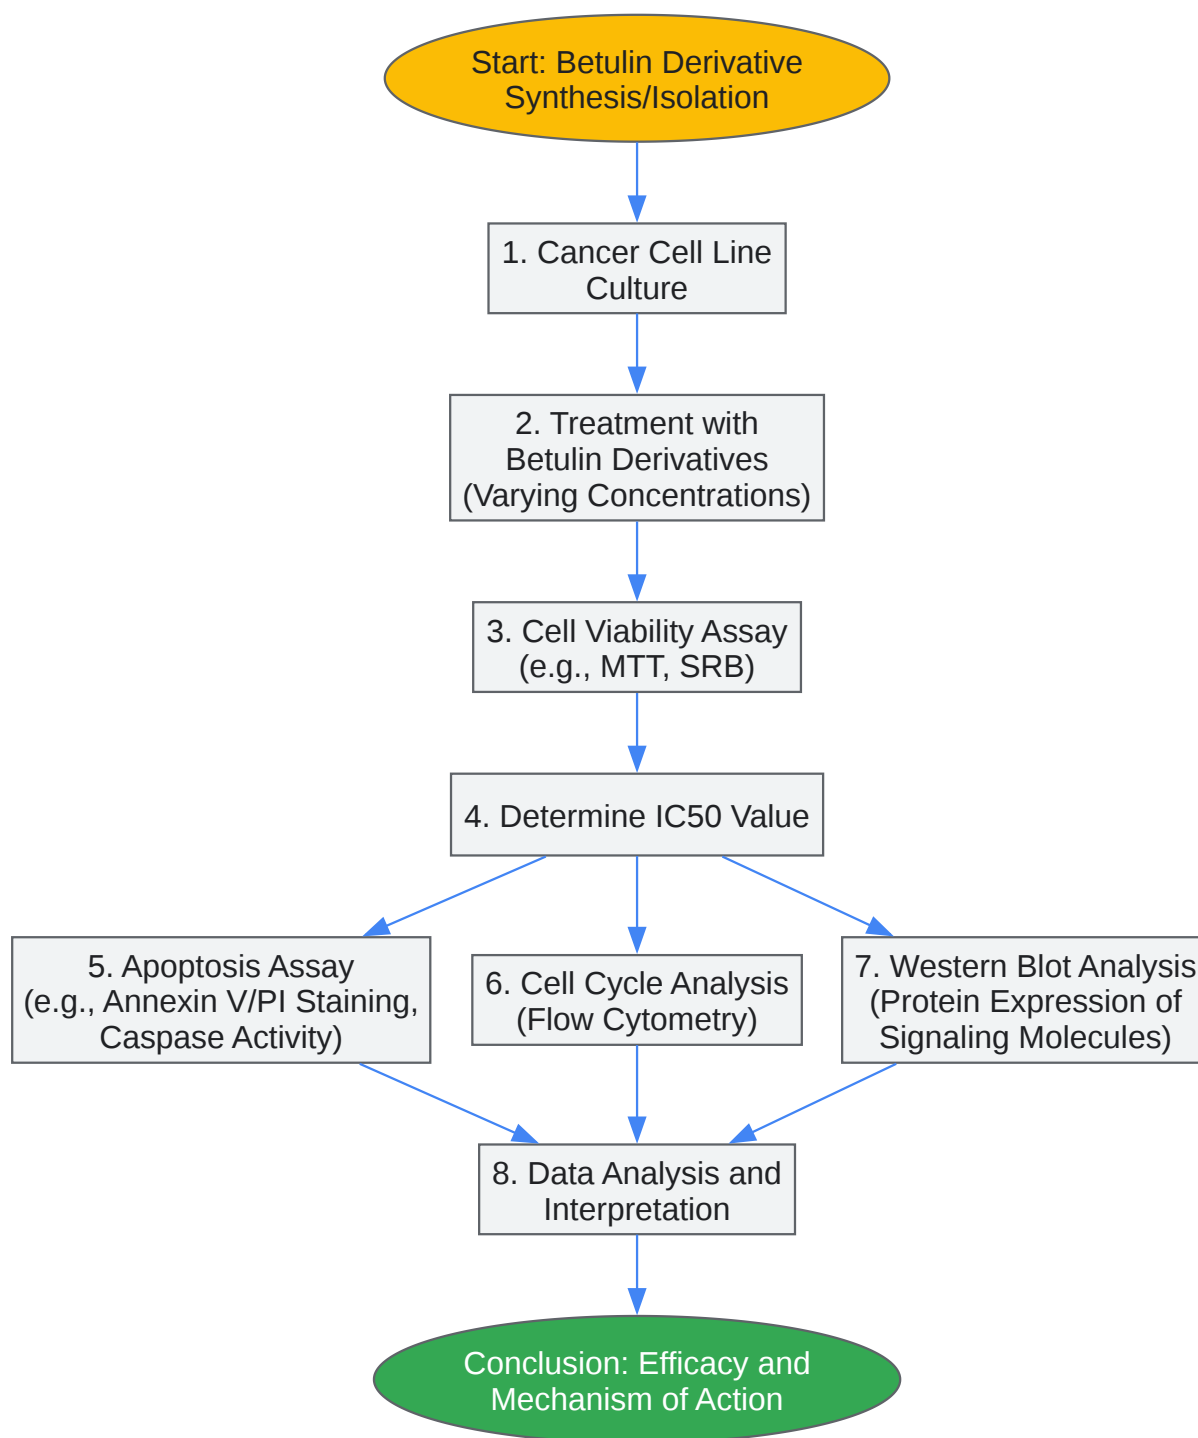 Start: Betulin Derivative
Synthesis/Isolation
1. Cancer Cell Line
Culture
2. Treatment with
Betulin Derivatives
(Varying Concentrations)
3. Cell Viability Assay
(e.g., MTT, SRB)
4. Determine IC50 Value
5. Apoptosis Assay
(e.g., Annexin V/PI Staining,
Caspase Activity)
6. Cell Cycle Analysis
(Flow Cytometry)
7. Western Blot Analysis
(Protein Expression of
Signaling Molecules)
8. Data Analysis and
Interpretation
Conclusion: Efficacy and
Mechanism of Action